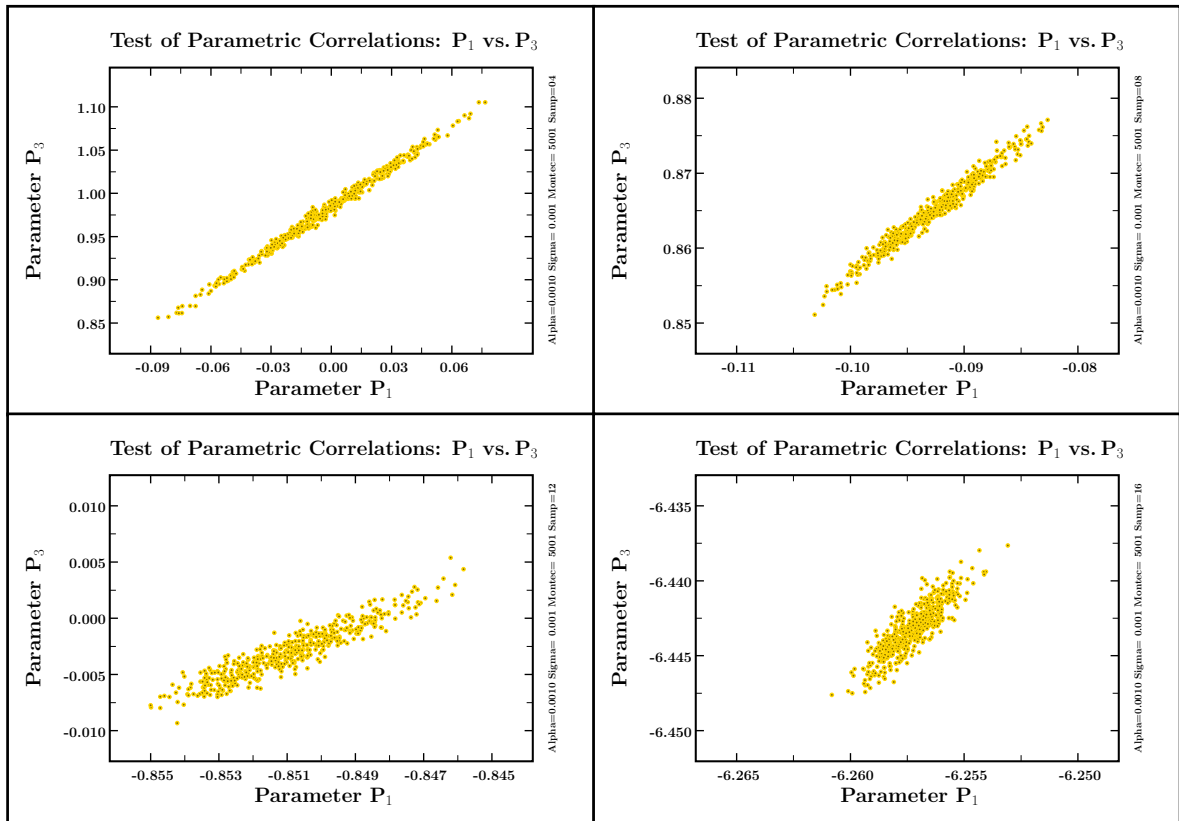 Test of Parametric Correlations: P1 vs. P3
Parameter P3
1.10
1.05
1.00
0.95
0.90
0.85
-0.09 -0.06 -0.03 0.00 0.03 0.06
Parameter P1
Alpha=0.0010 Sigma= 0.001 Montec= 5001 Samp=04
Test of Parametric Correlations: P1 vs. P3
Parameter P3
0.88
0.87
0.86
0.85
-0.11 -0.10 -0.09 -0.08
Parameter P1
Alpha=0.0010 Sigma= 0.001 Montec= 5001 Samp=08
Test of Parametric Correlations: P1 vs. P3
Parameter P3
0.010
0.005
0.000
-0.005
-0.010
-0.855 -0.853 -0.851 -0.849 -0.847 -0.845
Parameter P1
Alpha=0.0010 Sigma= 0.001 Montec= 5001 Samp=12
Test of Parametric Correlations: P1 vs. P3
Parameter P3
-6.435
-6.440
-6.445
-6.450
-6.265 -6.260 -6.255 -6.250
Parameter P1
Alpha=0.0010 Sigma= 0.001 Montec= 5001 Samp=16